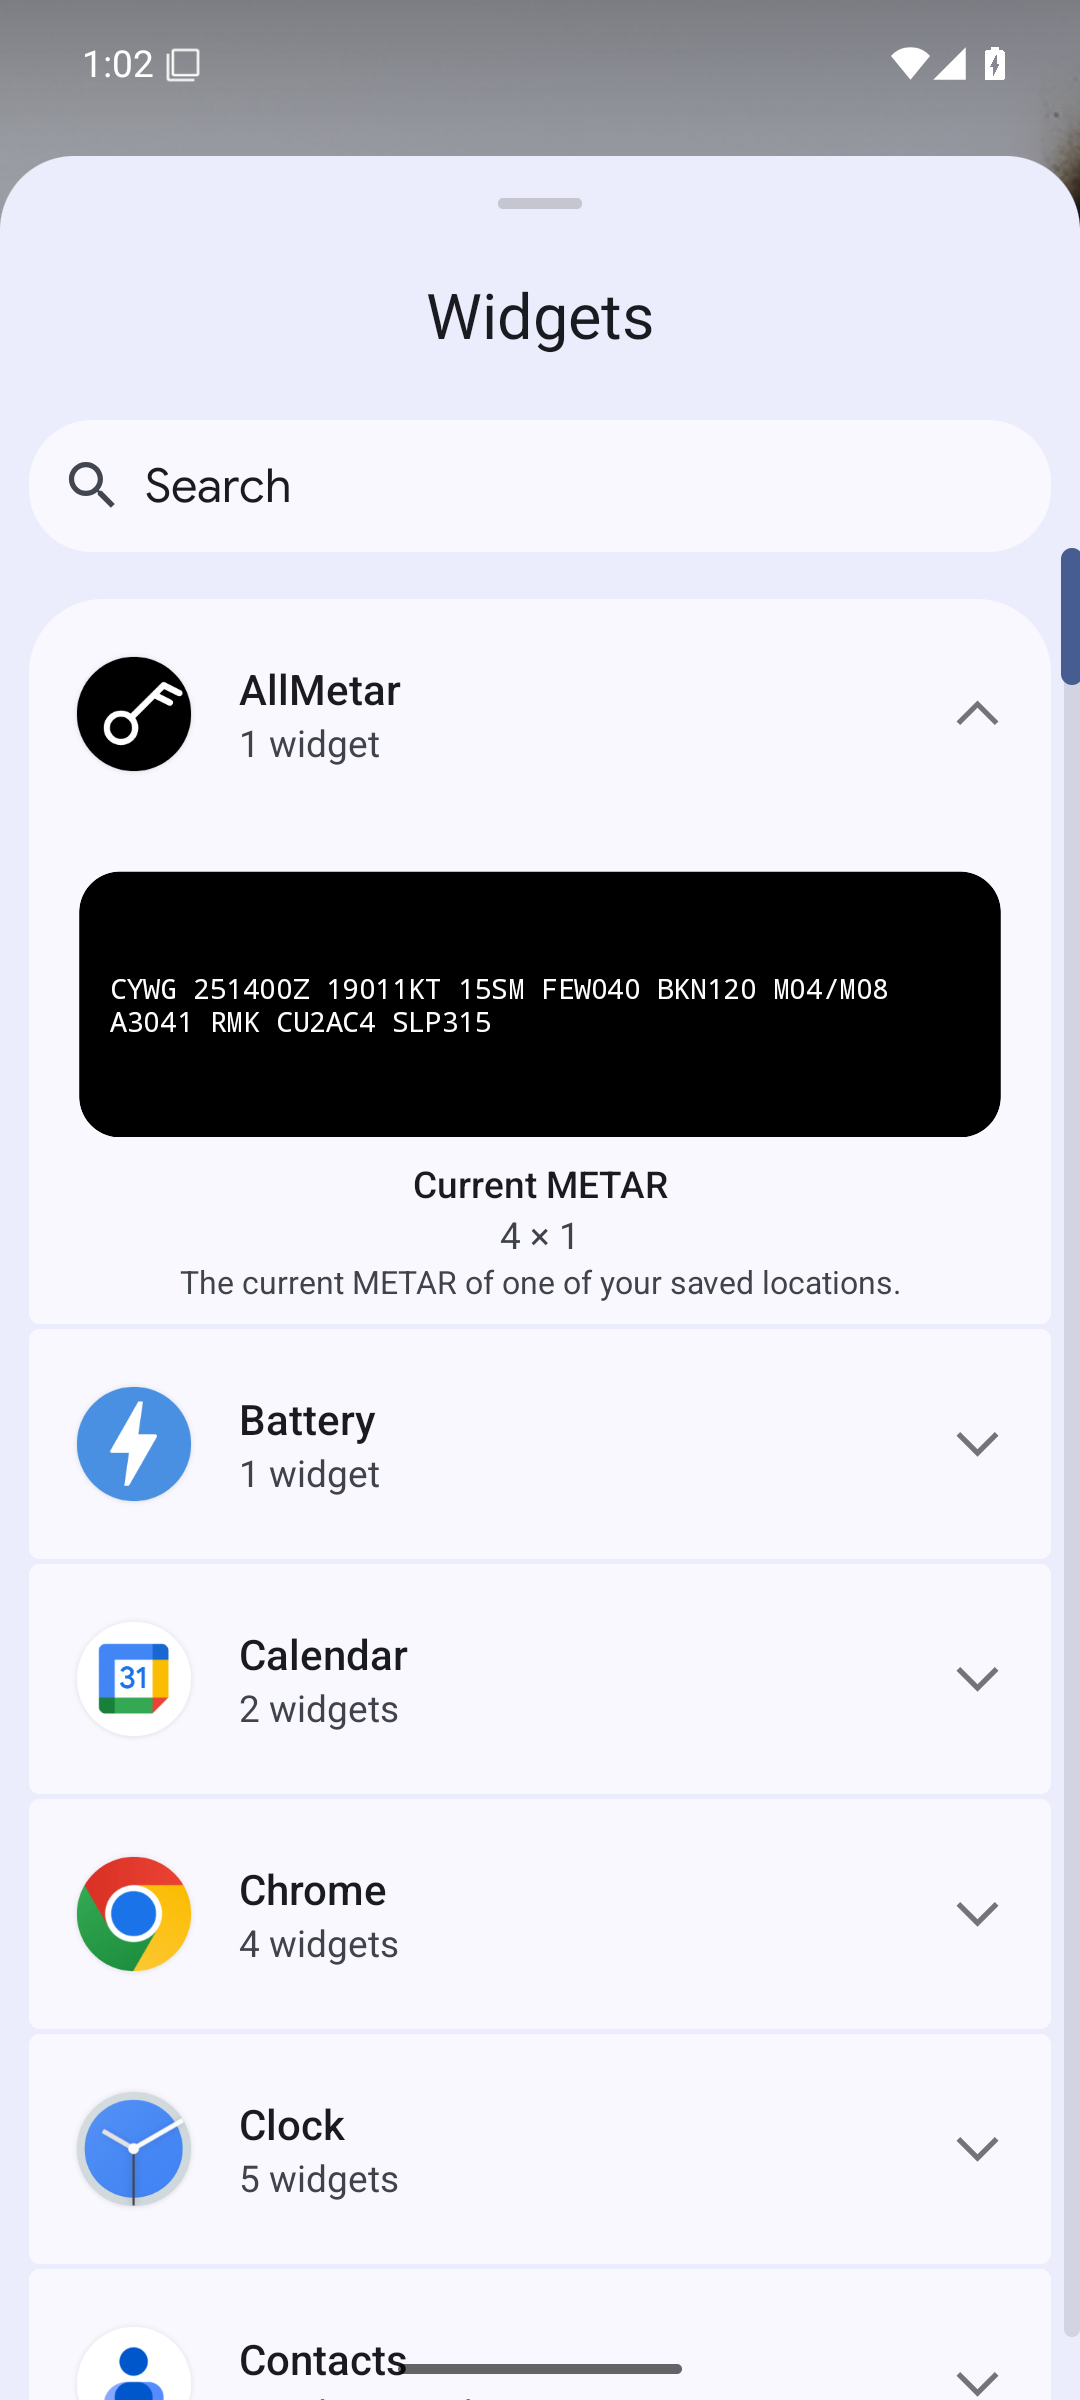 1:02
Widgets
Search
AllMetar
1 widget
CYWG 251400Z 19011KT 15SM FEW040 BKN120 M04/M08
A3041 RMK CU2AC4 SLP315
Current METAR
4 × 1
The current METAR of one of your saved locations.
Battery
1 widget
31
Calendar
2 widgets
Chrome
4 widgets
Clock
5 widgets
Contacts